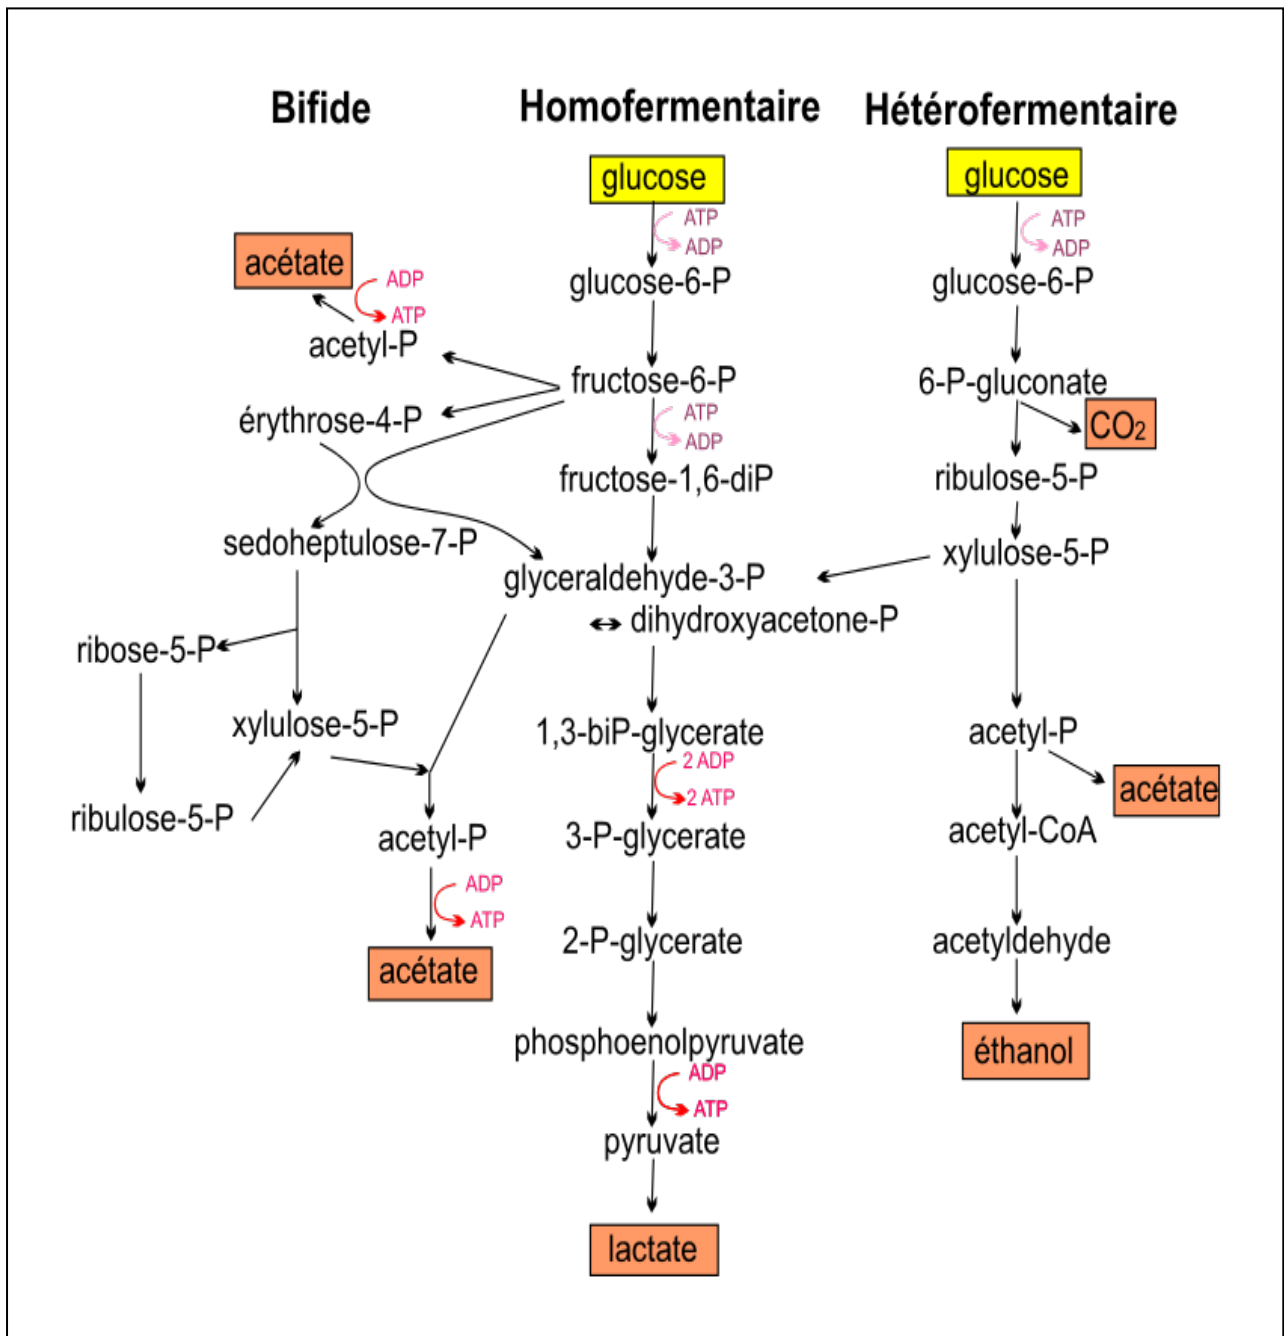 Bifide
Homofermentaire
Hétérofermentaire
glucose
glucose
ATP
ADP
ATP
ADP
acétate
ADP
ATP
glucose-6-P
glucose-6-P
acetyl-P
fructose-6-P
6-P-gluconate
érythrose-4-P
ATP
ADP
CO₂
fructose-1,6-diP
ribulose-5-P
sedoheptulose-7-P
xylulose-5-P
glyceraldehyde-3-P
dihydroxyacetone-P
ribose-5-P
xylulose-5-P
1,3-biP-glycerate
acetyl-P
2 ADP
2 ATP
acétate
ribulose-5-P
acetyl-P
3-P-glycerate
acetyl-CoA
ADP
ATP
2-P-glycerate
acetyldehyde
acétate
phosphoenolpyruvate
éthanol
ADP
ATP
pyruvate
lactate